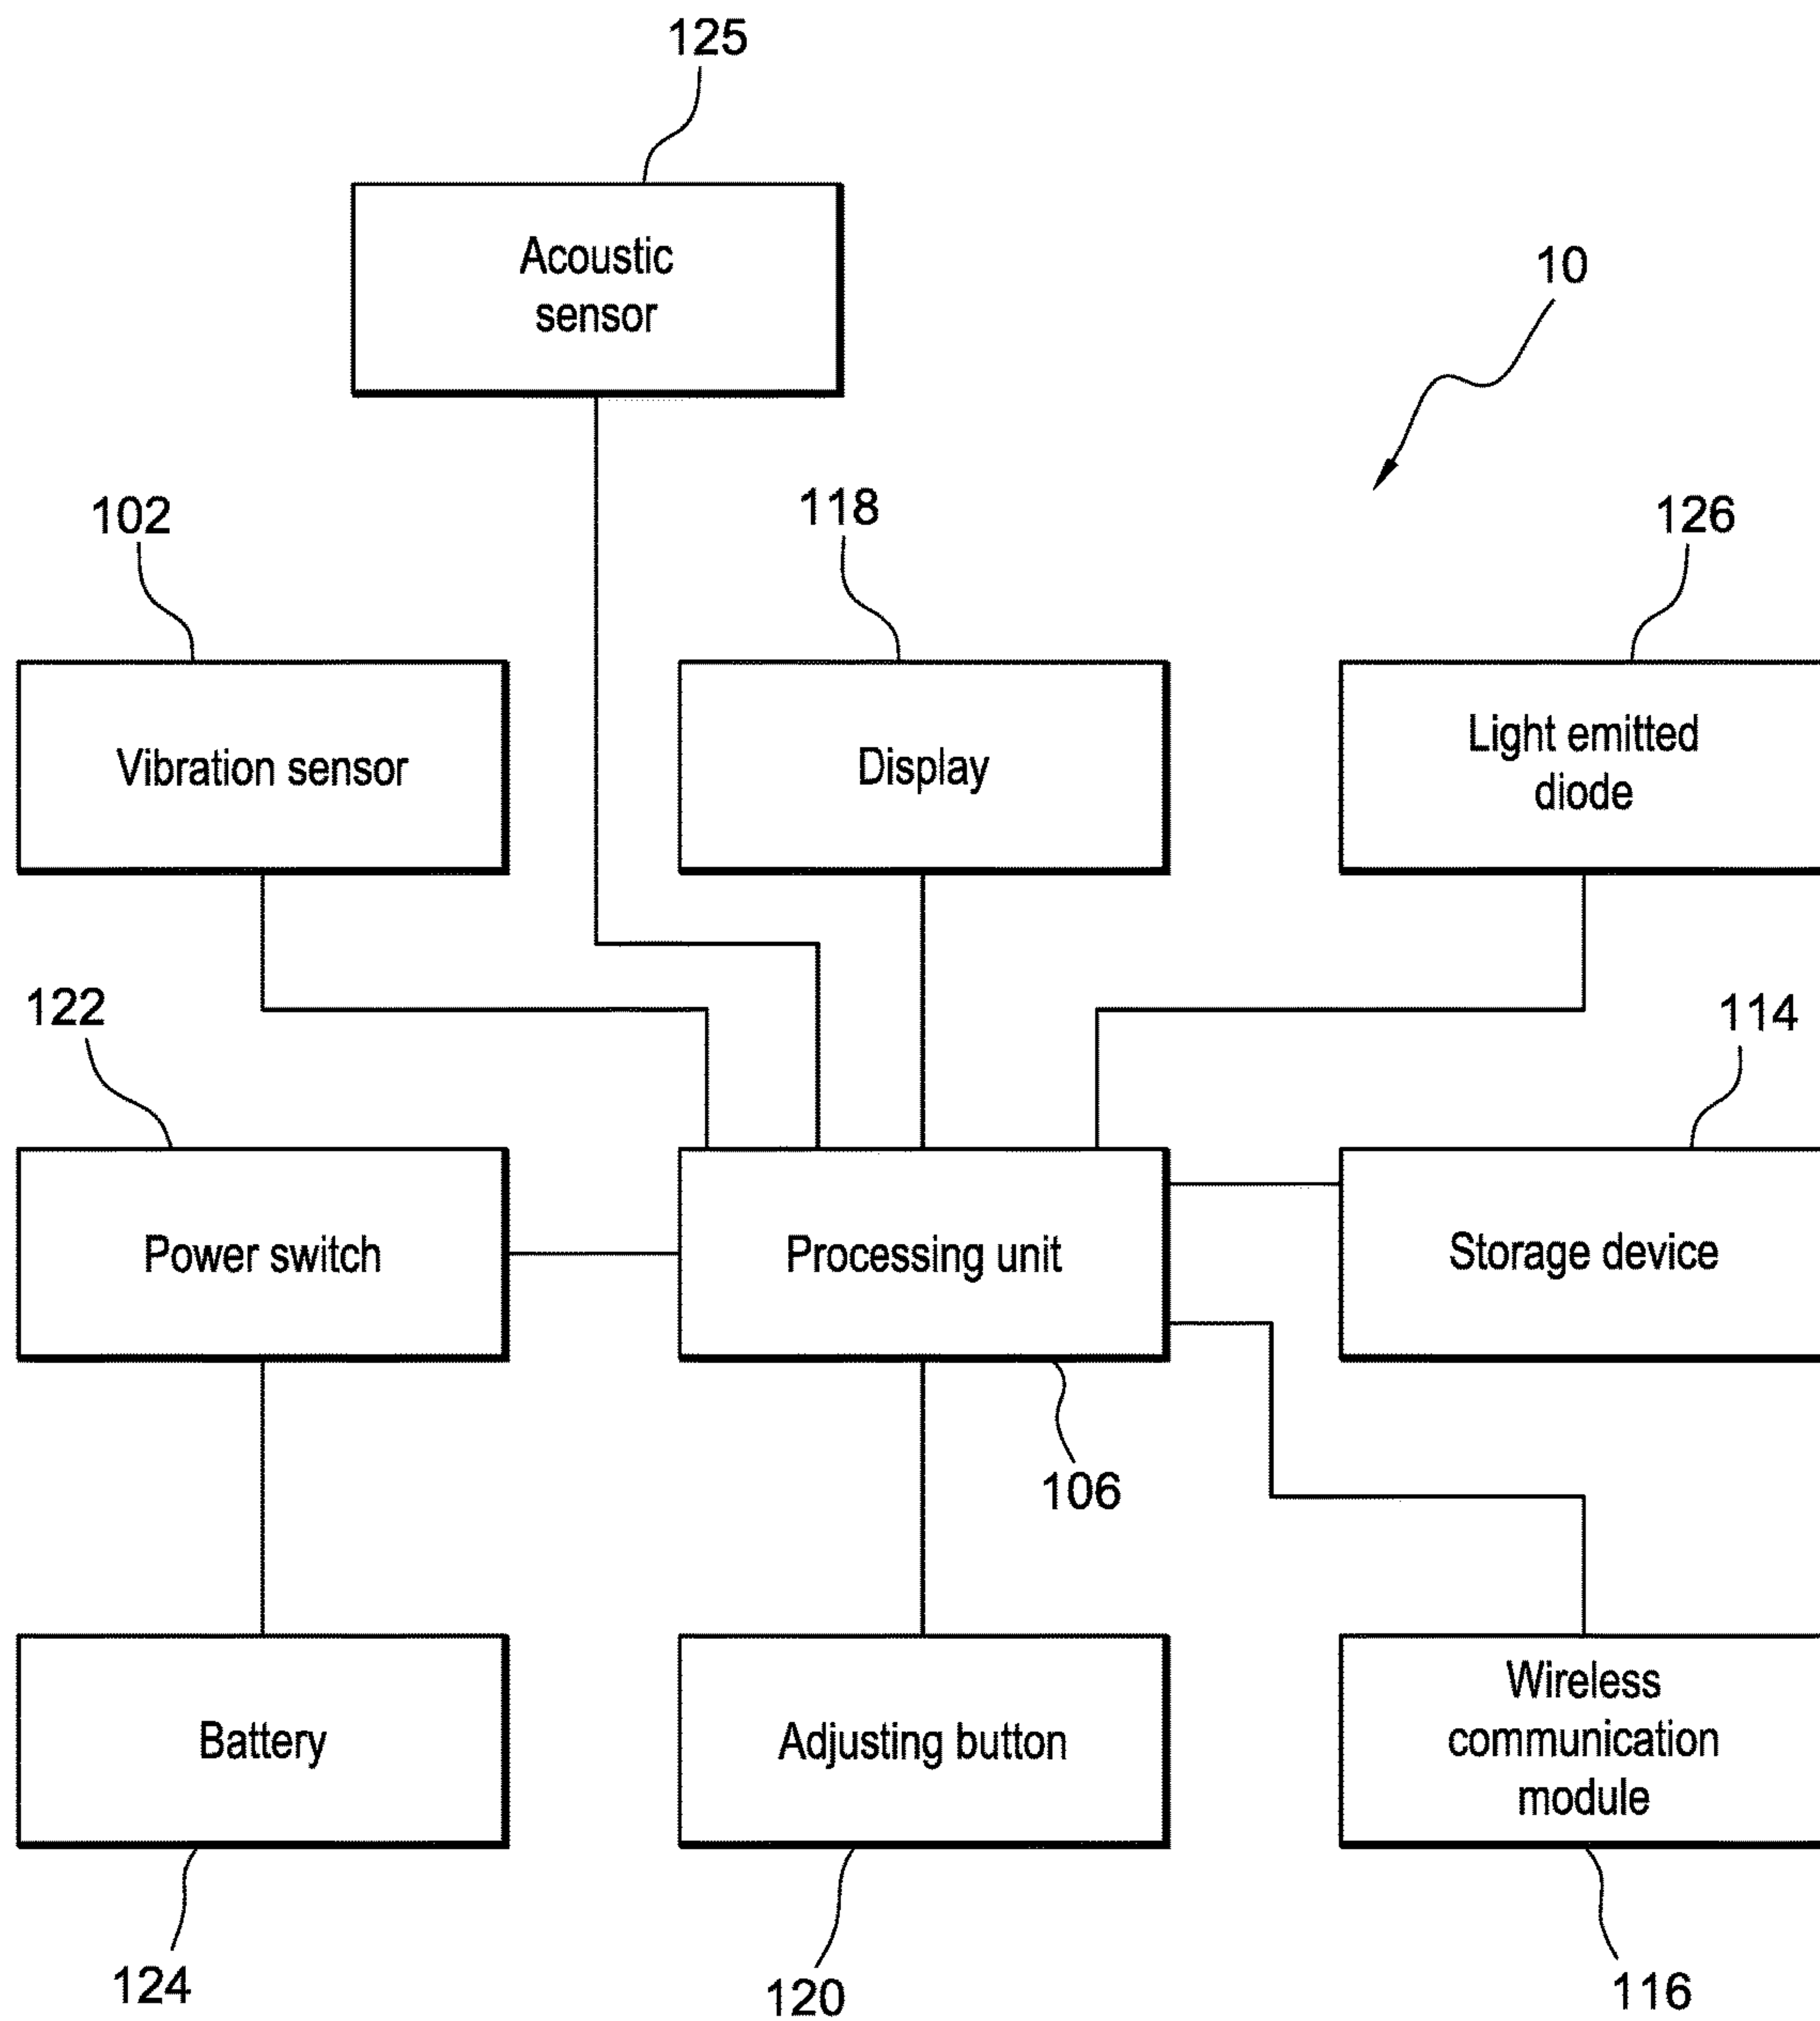 125
Acoustic
sensor
10
102
118
126
Vibration sensor
Display
Light emitted
diode
122
114
Power switch
Processing unit
Storage device
106
Battery
Adjusting button
Wireless
communication
module
124
120
116